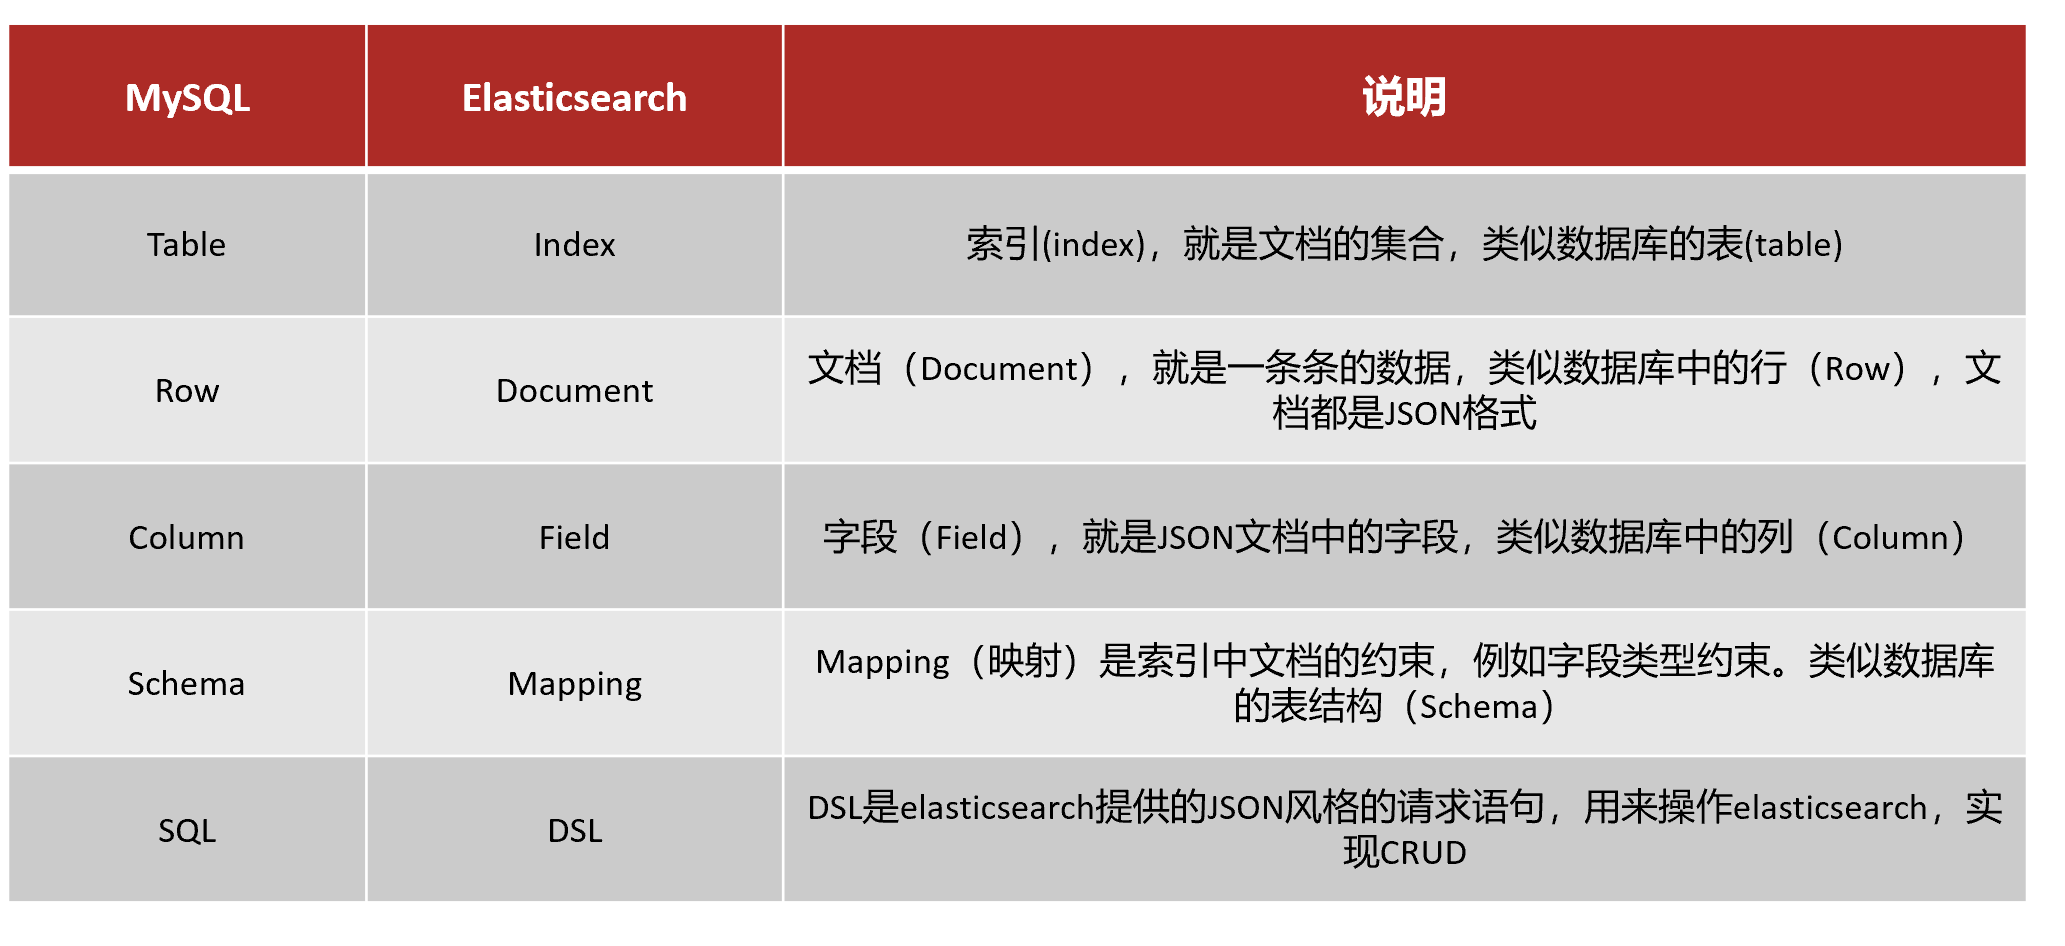 MySQL
Elasticsearch
说明
Table
Index
索引(index)，就是文档的集合，类似数据库的表(table)
Row
Document
文档（Document），就是一条条的数据，类似数据库中的行（Row），文
档都是JSON格式
Column
Field
字段（Field），就是JSON文档中的字段，类似数据库中的列（Column）
Schema
Mapping
Mapping（映射）是索引中文档的约束，例如字段类型约束。类似数据库
的表结构（Schema）
SQL
DSL
DSL是elasticsearch提供的JSON风格的请求语句，用来操作elasticsearch，实
现CRUD